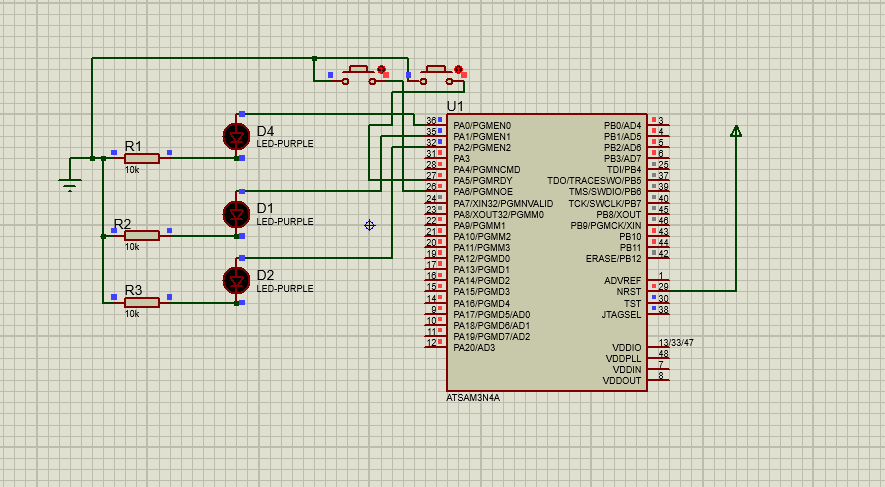 U1
D4
LED-PURPLE
R1
10k
D1
LED-PURPLE
R2
10k
D2
LED-PURPLE
R3
10k
36 PA0/PGMEN0 PB0/AD4 3
35 PA1/PGMEN1 PB1/AD5 4
32 PA2/PGMEN2 PB2/AD6 5
31 PA3 PB3/AD7 6
28 PA4/PGMNCMD TDI/PB4 25
27 PA5/PGMRDY TDO/TRACESWO/PB5 37
26 PA6/PGMNOE TMS/SWDIO/PB6 39
24 PA7/XIN32/PGMNVALID TCK/SWCLK/PB7 40
23 PA8/XOUT32/PGMM0 PB8/XOUT 45
22 PA9/PGMM1 PB9/PGMCK/XIN 46
21 PA10/PGMM2 PB10 43
20 PA11/PGMM3 PB11 44
19 PA12/PGMD0 ERASE/PB12 42
17 PA13/PGMD1
16 PA14/PGMD2 ADVREF 1
15 PA15/PGMD3 NRST 29
14 PA16/PGMD4 TST 30
9 PA17/PGMD5/AD0 JTAGSEL 38
10 PA18/PGMD6/AD1
11 PA19/PGMD7/AD2
12 PA20/AD3 VDDIO 13/33/47
VDDPLL 48
VDDIN 7
VDDOUT 8
ATSAM3N4A